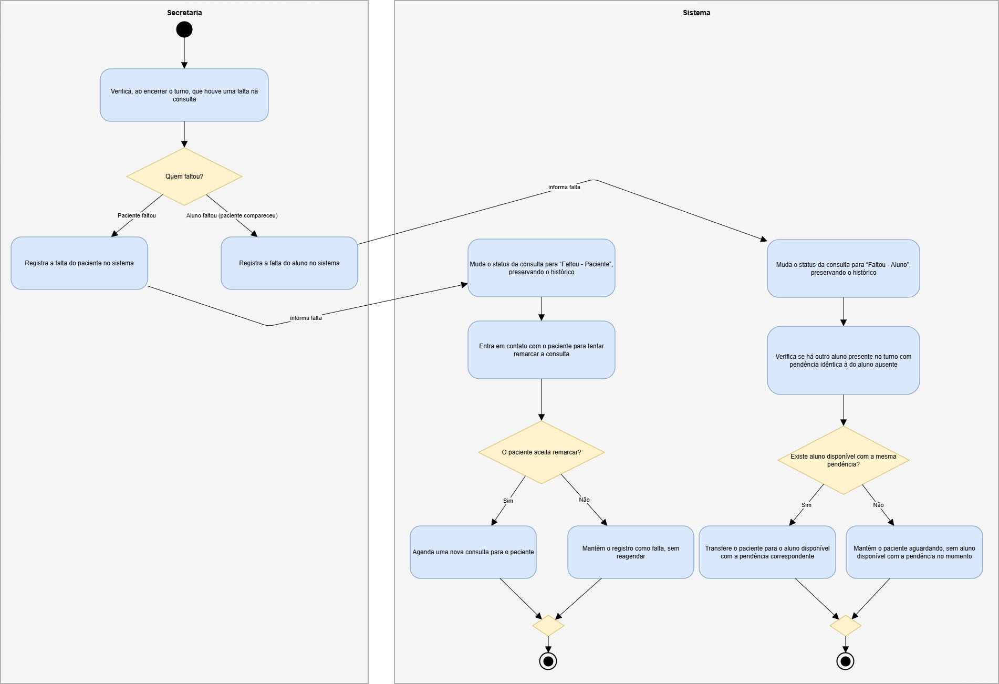 Secretaria
Sistema
Verifica, ao encerrar o turno, que houve uma falta na
consulta
Quem faltou?
Paciente faltou
Aluno faltou (paciente compareceu)
informa falta
Registra a falta do paciente no sistema
Registra a falta do aluno no sistema
Muda o status da consulta para “Faltou - Paciente”,
preservando o histórico
Muda o status da consulta para “Faltou - Aluno”,
preservando o histórico
informa falta
Entra em contato com o paciente para tentar
remarcar a consulta
Verifica se há outro aluno presente no turno com
pendência idêntica à do aluno ausente
O paciente aceita remarcar?
Existe aluno disponível com a mesma
pendência?
Sim
Não
Sim
Não
Agenda uma nova consulta para o paciente
Mantém o registro como falta, sem
reagendar
Transfere o paciente para o aluno disponível
com a pendência correspondente
Mantém o paciente aguardando, sem aluno
disponível com a pendência no momento